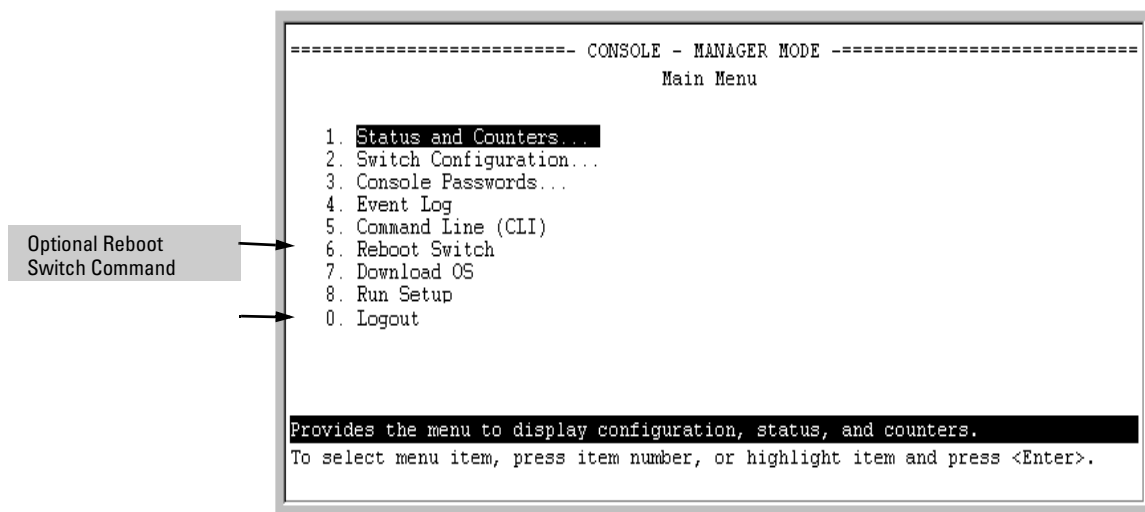 ===========================- CONSOLE - MANAGER MODE -============================
Main Menu
1. Status and Counters...
2. Switch Configuration...
3. Console Passwords...
4. Event Log
5. Command Line (CLI)
6. Reboot Switch
7. Download OS
8. Run Setup
0. Logout
Optional Reboot
Switch Command
Provides the menu to display configuration, status, and counters.
To select menu item, press item number, or highlight item and press <Enter>.